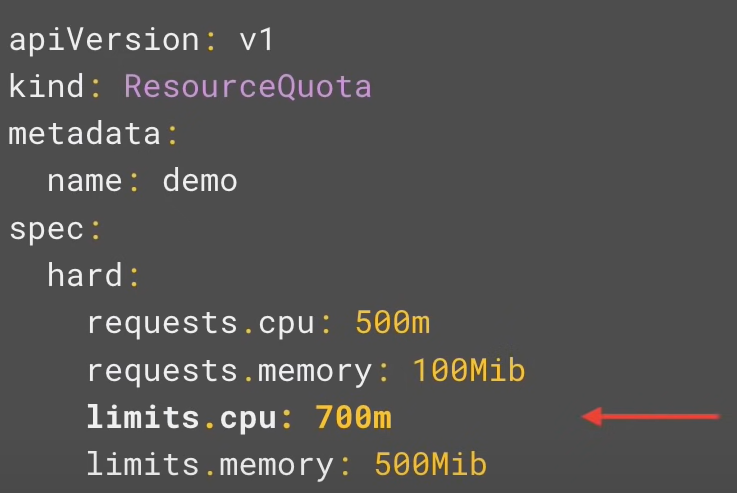 apiVersion: v1
kind: ResourceQuota
metadata:
  name: demo
spec:
  hard:
    requests.cpu: 500m
    requests.memory: 100Mib
    limits.cpu: 700m
    limits.memory: 500Mib